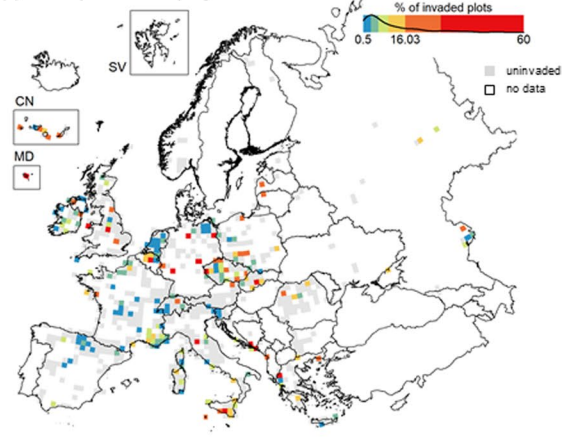 % of invaded plots
0.5 16.03 60
uninvaded
no data
SV
CN
MD